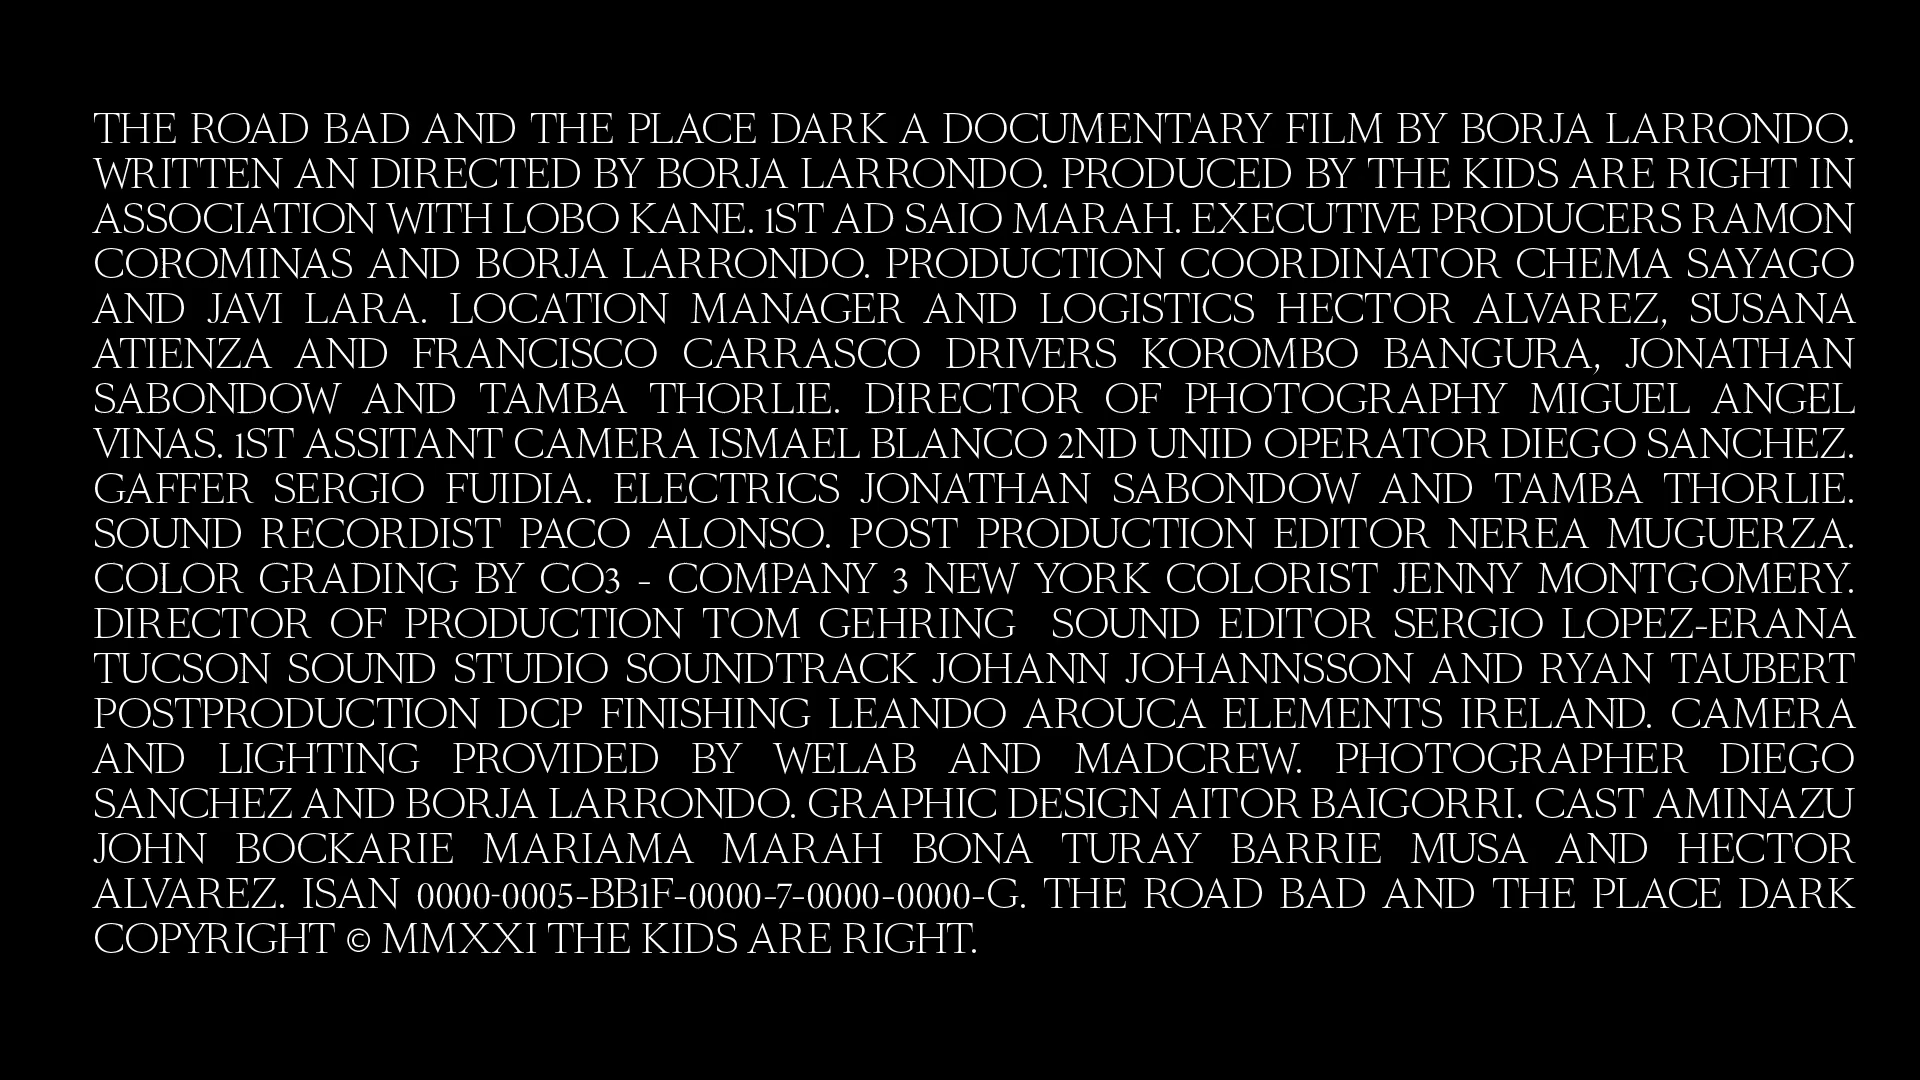 THE ROAD BAD AND THE PLACE DARK A DOCUMENTARY FILM BY BORJA LARRONDO.
WRITTEN AN DIRECTED BY BORJA LARRONDO. PRODUCED BY THE KIDS ARE RIGHT IN
ASSOCIATION WITH LOBO KANE. 1ST AD SAIO MARAH. EXECUTIVE PRODUCERS RAMON
COROMINAS AND BORJA LARRONDO. PRODUCTION COORDINATOR CHEMA SAYAGO
AND JAVI LARA. LOCATION MANAGER AND LOGISTICS HECTOR ALVAREZ, SUSANA
ATIENZA AND FRANCISCO CARRASCO DRIVERS KOROMBO BANGURA, JONATHAN
SABONDOW AND TAMBA THORLIE. DIRECTOR OF PHOTOGRAPHY MIGUEL ANGEL
VINAS. 1ST ASSITANT CAMERA ISMAEL BLANCO 2ND UNID OPERATOR DIEGO SANCHEZ.
GAFFER SERGIO FUIDIA. ELECTRICS JONATHAN SABONDOW AND TAMBA THORLIE.
SOUND RECORDIST PACO ALONSO. POST PRODUCTION EDITOR NEREA MUGUERZA.
COLOR GRADING BY CO3 - COMPANY 3 NEW YORK COLORIST JENNY MONTGOMERY.
DIRECTOR OF PRODUCTION TOM GEHRING SOUND EDITOR SERGIO LOPEZ-ERANA
TUCSON SOUND STUDIO SOUNDTRACK JOHANN JOHANNSSON AND RYAN TAUBERT
POSTPRODUCTION DCP FINISHING LEANDO AROUCA ELEMENTS IRELAND. CAMERA
AND LIGHTING PROVIDED BY WELAB AND MADCREW. PHOTOGRAPHER DIEGO
SANCHEZ AND BORJA LARRONDO. GRAPHIC DESIGN AITOR BAIGORRI. CAST AMINAZU
JOHN BOCKARIE MARIAMA MARAH BONA TURAY BARRIE MUSA AND HECTOR
ALVAREZ. ISAN 0000-0005-BB1F-0000-7-0000-0000-G. THE ROAD BAD AND THE PLACE DARK
COPYRIGHT © MMXXI THE KIDS ARE RIGHT.